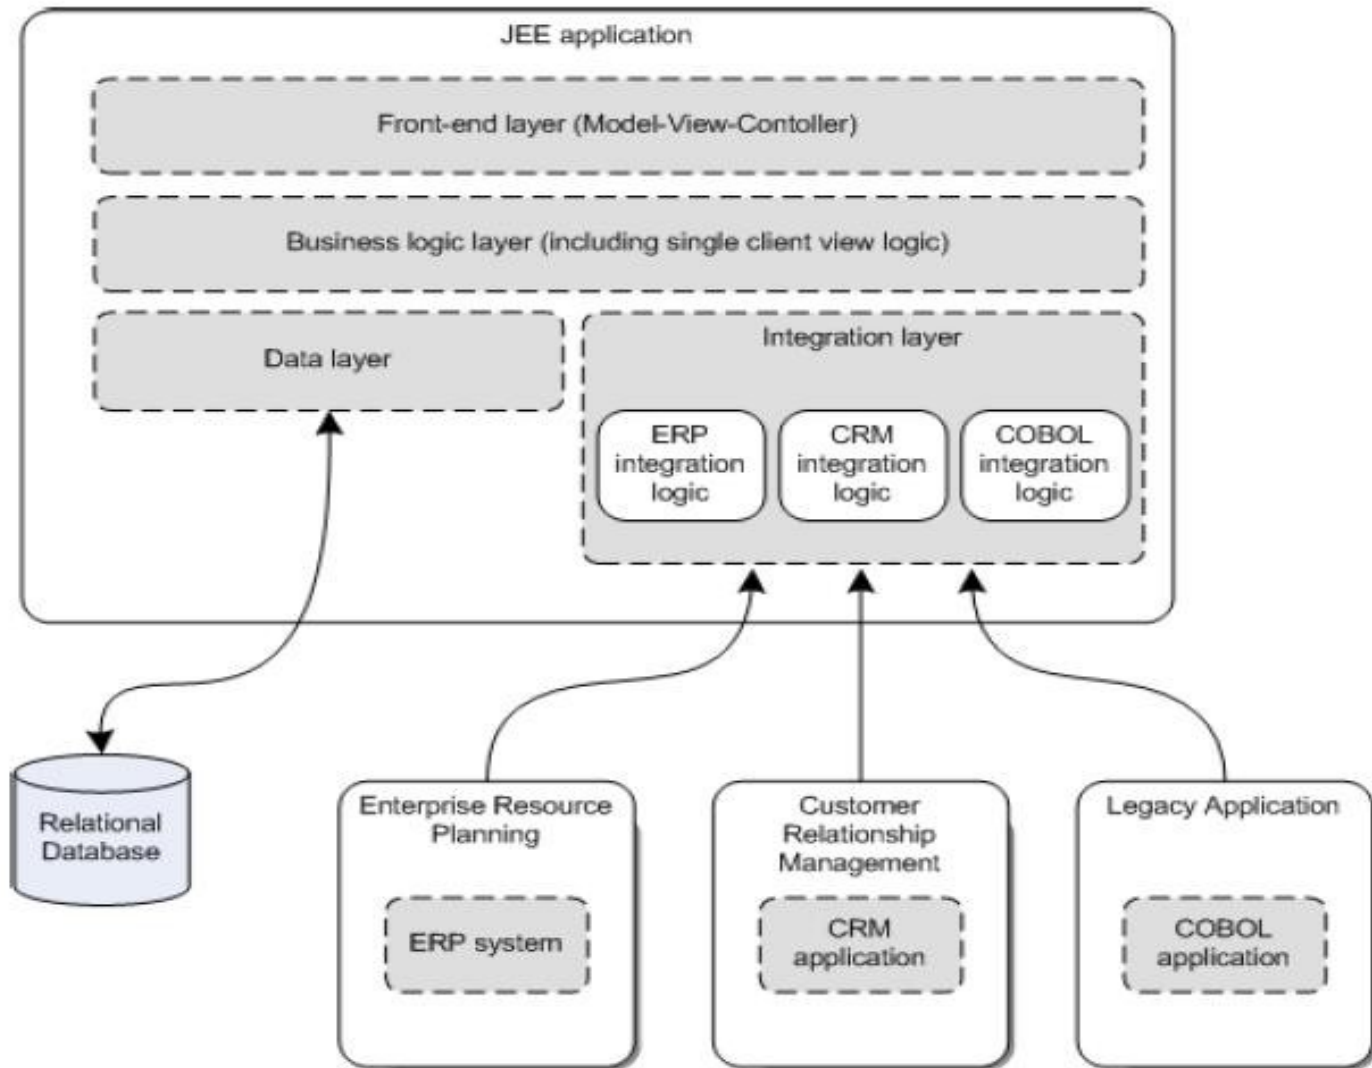 JEE application
Front-end layer (Model-View-Contoller)
Business logic layer (including single client view logic)
Data layer
Integration layer
ERP
integration
logic
CRM
integration
logic
COBOL
integration
logic
Relational
Database
Enterprise Resource
Planning
ERP system
Customer
Relationship
Management
CRM
application
Legacy Application
COBOL
application